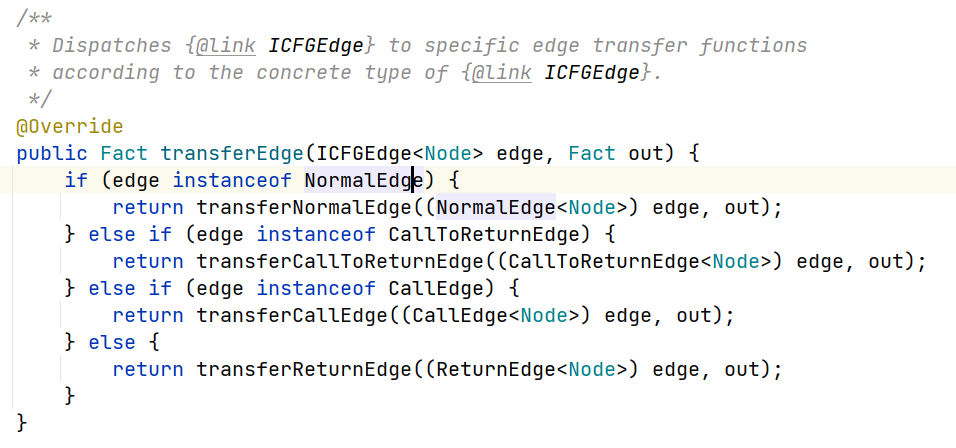 /**
 * Dispatches {@link ICFGEdge} to specific edge transfer functions
 * according to the concrete type of {@link ICFGEdge}.
 */
@Override
public Fact transferEdge(ICFGEdge<Node> edge, Fact out) {
    if (edge instanceof NormalEdge) {
        return transferNormalEdge((NormalEdge<Node>) edge, out);
    } else if (edge instanceof CallToReturnEdge) {
        return transferCallToReturnEdge((CallToReturnEdge<Node>) edge, out);
    } else if (edge instanceof CallEdge) {
        return transferCallEdge((CallEdge<Node>) edge, out);
    } else {
        return transferReturnEdge((ReturnEdge<Node>) edge, out);
    }
}